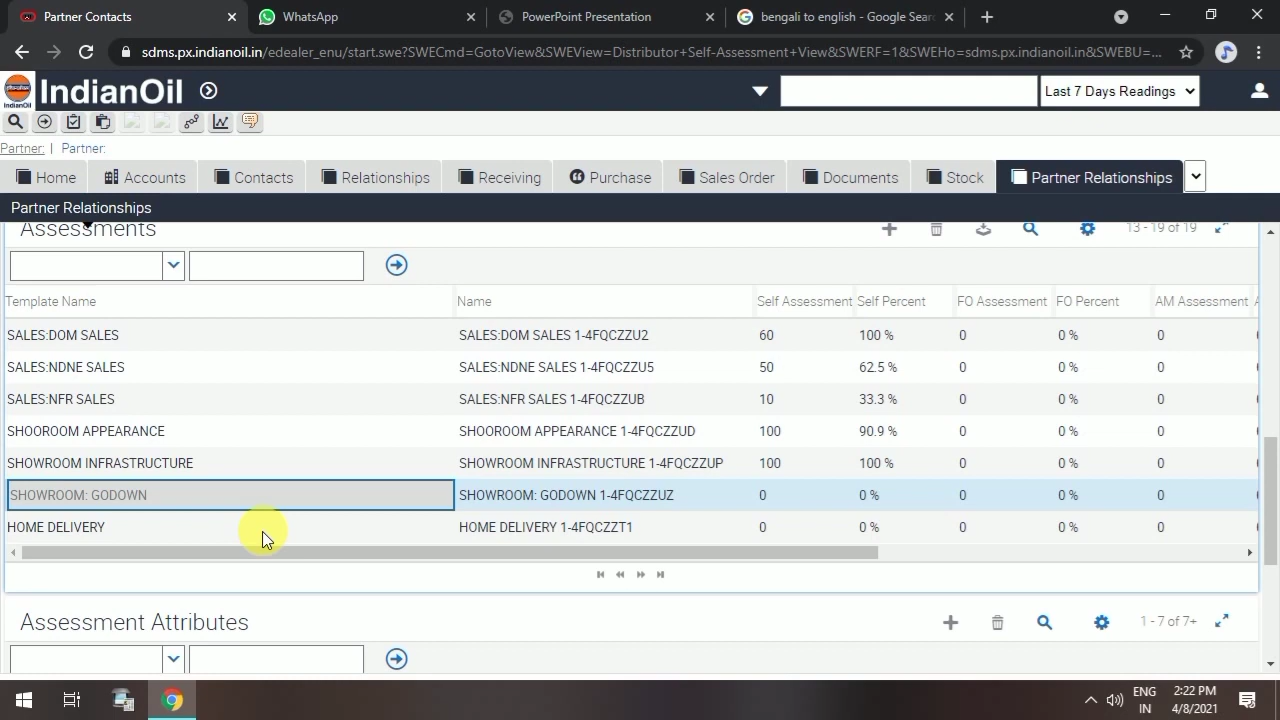 Partner Contacts
WhatsApp
PowerPoint Presentation
bengali to english - Google Sear
sdms.px.indianoil.in/edealer_enu/start.swe?SWECmd=GotoView&SWEView=Distributor+Self-Assessment+View&SWERF=1&SWEHo=sdms.px.indianoil.in&SWEBU=...
IndianOil
IndianOil
Last 7 Days Readings
Partner: | Partner:
Home
Accounts
Contacts
Relationships
Receiving
Purchase
Sales Order
Documents
Stock
Partner Relationships
Partner Relationships
Assessments
13 - 19 of 19
Template Name Name Self Assessment Self Percent FO Assessment FO Percent AM Assessment
SALES:DOM SALES SALES:DOM SALES 1-4FQCZZU2 60 100 % 0 0 % 0
SALES:NDNE SALES SALES:NDNE SALES 1-4FQCZZU5 50 62.5 % 0 0 % 0
SALES:NFR SALES SALES:NFR SALES 1-4FQCZZUB 10 33.3 % 0 0 % 0
SHOOROOM APPEARANCE SHOOROOM APPEARANCE 1-4FQCZZUD 100 90.9 % 0 0 % 0
SHOWROOM INFRASTRUCTURE SHOWROOM INFRASTRUCTURE 1-4FQCZZUP 100 100 % 0 0 % 0
SHOWROOM: GODOWN SHOWROOM: GODOWN 1-4FQCZZUZ 0 0 % 0 0 % 0
HOME DELIVERY HOME DELIVERY 1-4FQCZZT1 0 0 % 0 0 % 0
Assessment Attributes
1 - 7 of 7+
ENG
IN
2:22 PM
4/8/2021